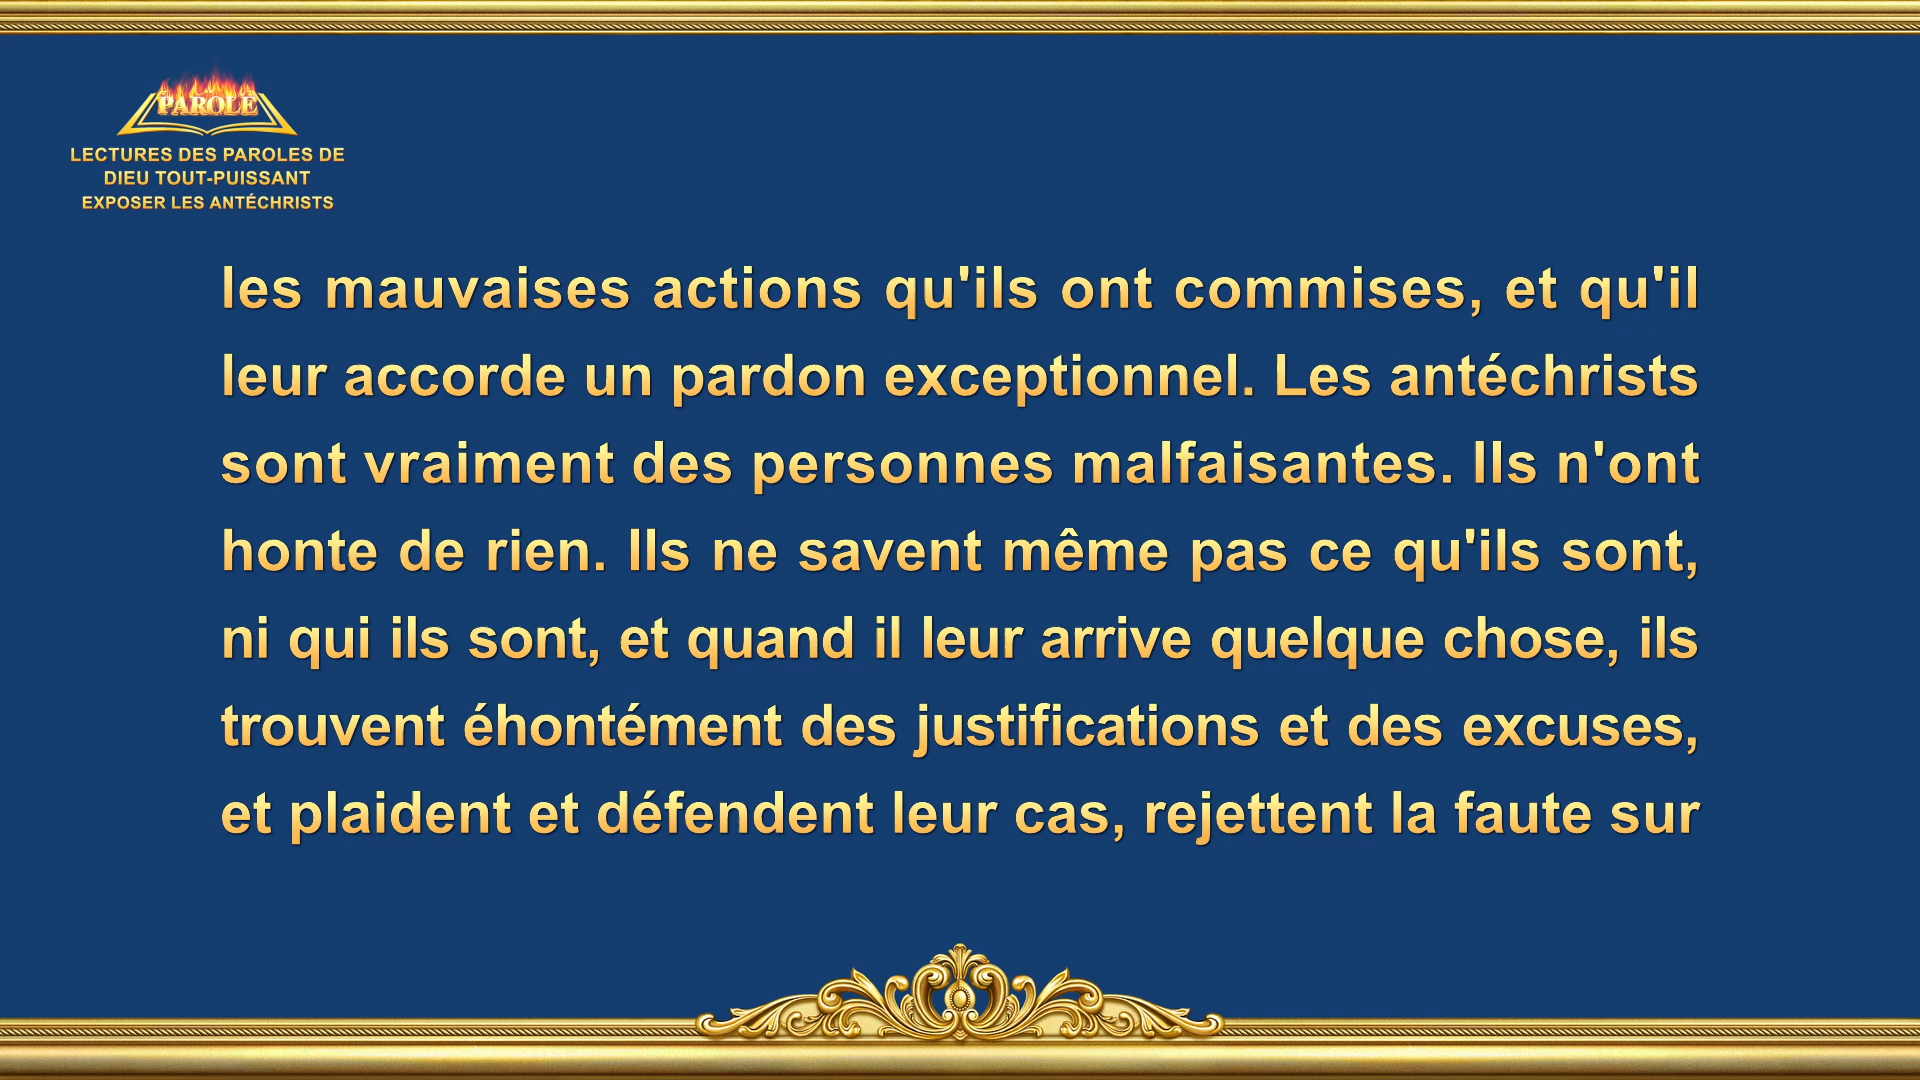 PAROLE
LECTURES DES PAROLES DE
DIEU TOUT-PUISSANT
EXPOSER LES ANTÉCHRISTS
les mauvaises actions qu'ils ont commises, et qu'il
leur accorde un pardon exceptionnel. Les antéchrists
sont vraiment des personnes malfaisantes. Ils n'ont
honte de rien. Ils ne savent même pas ce qu'ils sont,
ni qui ils sont, et quand il leur arrive quelque chose, ils
trouvent éhontément des justifications et des excuses,
et plaident et défendent leur cas, rejettent la faute sur